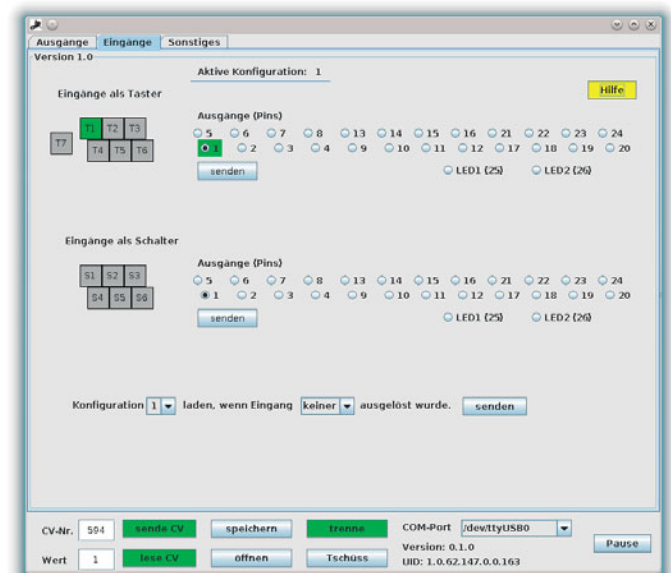 Ausgänge Eingänge Sonstiges
Version 1.0
Aktive Konfiguration: 1
Hilfe
Eingänge als Taster
Ausgänge (Pins)
T1 T2 T3
T7
T4 T5 T6
5 6 7 8 13 14 15 16 21 22 23 24
1 2 3 4 9 10 11 12 17 18 19 20
senden LED1 (25) LED2 (26)
Eingänge als Schalter
Ausgänge (Pins)
S1 S2 S3
S4 S5 S6
5 6 7 8 13 14 15 16 21 22 23 24
1 2 3 4 9 10 11 12 17 18 19 20
senden LED1 (25) LED2 (26)
Konfiguration 1 laden, wenn Eingang keiner ausgelöst wurde. senden
CV-Nr. 594 sende CV speichern trenne COM-Port /dev/ttyUSB0
Wert 1 lese CV öffnen Tschüss Version: 0.1.0 Pause
UID: 1.0.62.147.0.0.163